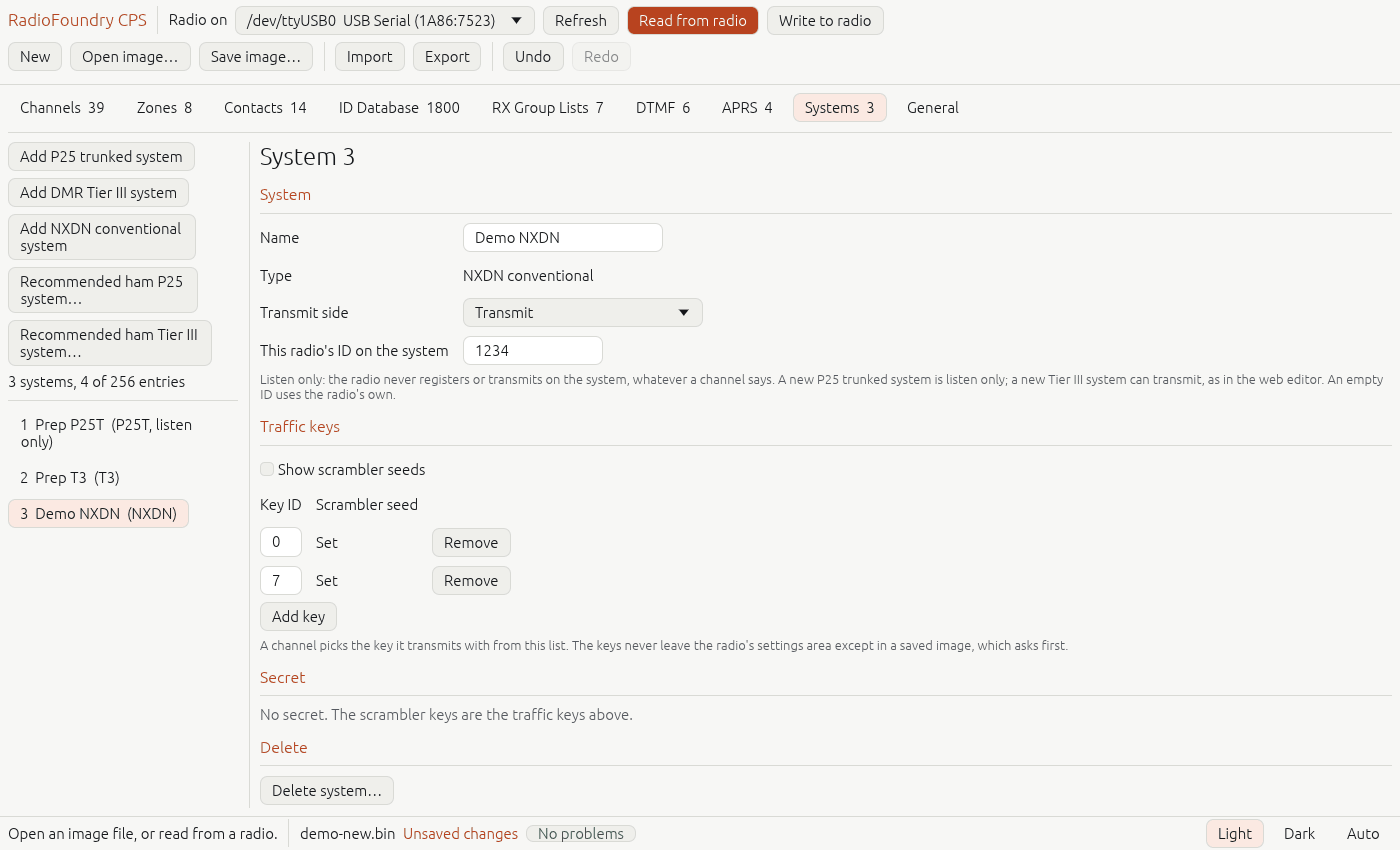 RadioFoundry CPS
Radio on
/dev/ttyUSB0 USB Serial (1A86:7523)
Refresh
Read from radio
Write to radio
New
Open image…
Save image…
Import
Export
Undo
Redo
Channels 39
Zones 8
Contacts 14
ID Database 1800
RX Group Lists 7
DTMF 6
APRS 4
Systems 3
General
Add P25 trunked system
Add DMR Tier III system
Add NXDN conventional
system
Recommended ham P25
system…
Recommended ham Tier III
system…
3 systems, 4 of 256 entries
1 Prep P25T (P25T, listen
only)
2 Prep T3 (T3)
3 Demo NXDN (NXDN)
System 3
System
Name
Demo NXDN
Type
NXDN conventional
Transmit side
Transmit
This radio's ID on the system
1234
Listen only: the radio never registers or transmits on the system, whatever a channel says. A new P25 trunked system is listen only; a new Tier III system can transmit, as in the web editor. An empty
ID uses the radio's own.
Traffic keys
Show scrambler seeds
Key ID Scrambler seed
0 Set Remove
7 Set Remove
Add key
A channel picks the key it transmits with from this list. The keys never leave the radio's settings area except in a saved image, which asks first.
Secret
No secret. The scrambler keys are the traffic keys above.
Delete
Delete system…
Open an image file, or read from a radio.
demo-new.bin Unsaved changes No problems
Light
Dark
Auto